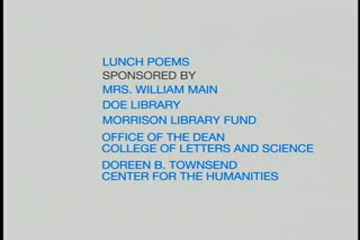 LUNCH POEMS
SPONSORED BY
MRS. WILLIAM MAIN
DOE LIBRARY
MORRISON LIBRARY FUND
OFFICE OF THE DEAN
COLLEGE OF LETTERS AND SCIENCE
DOREEN B. TOWNSEND
CENTER FOR THE HUMANITIES